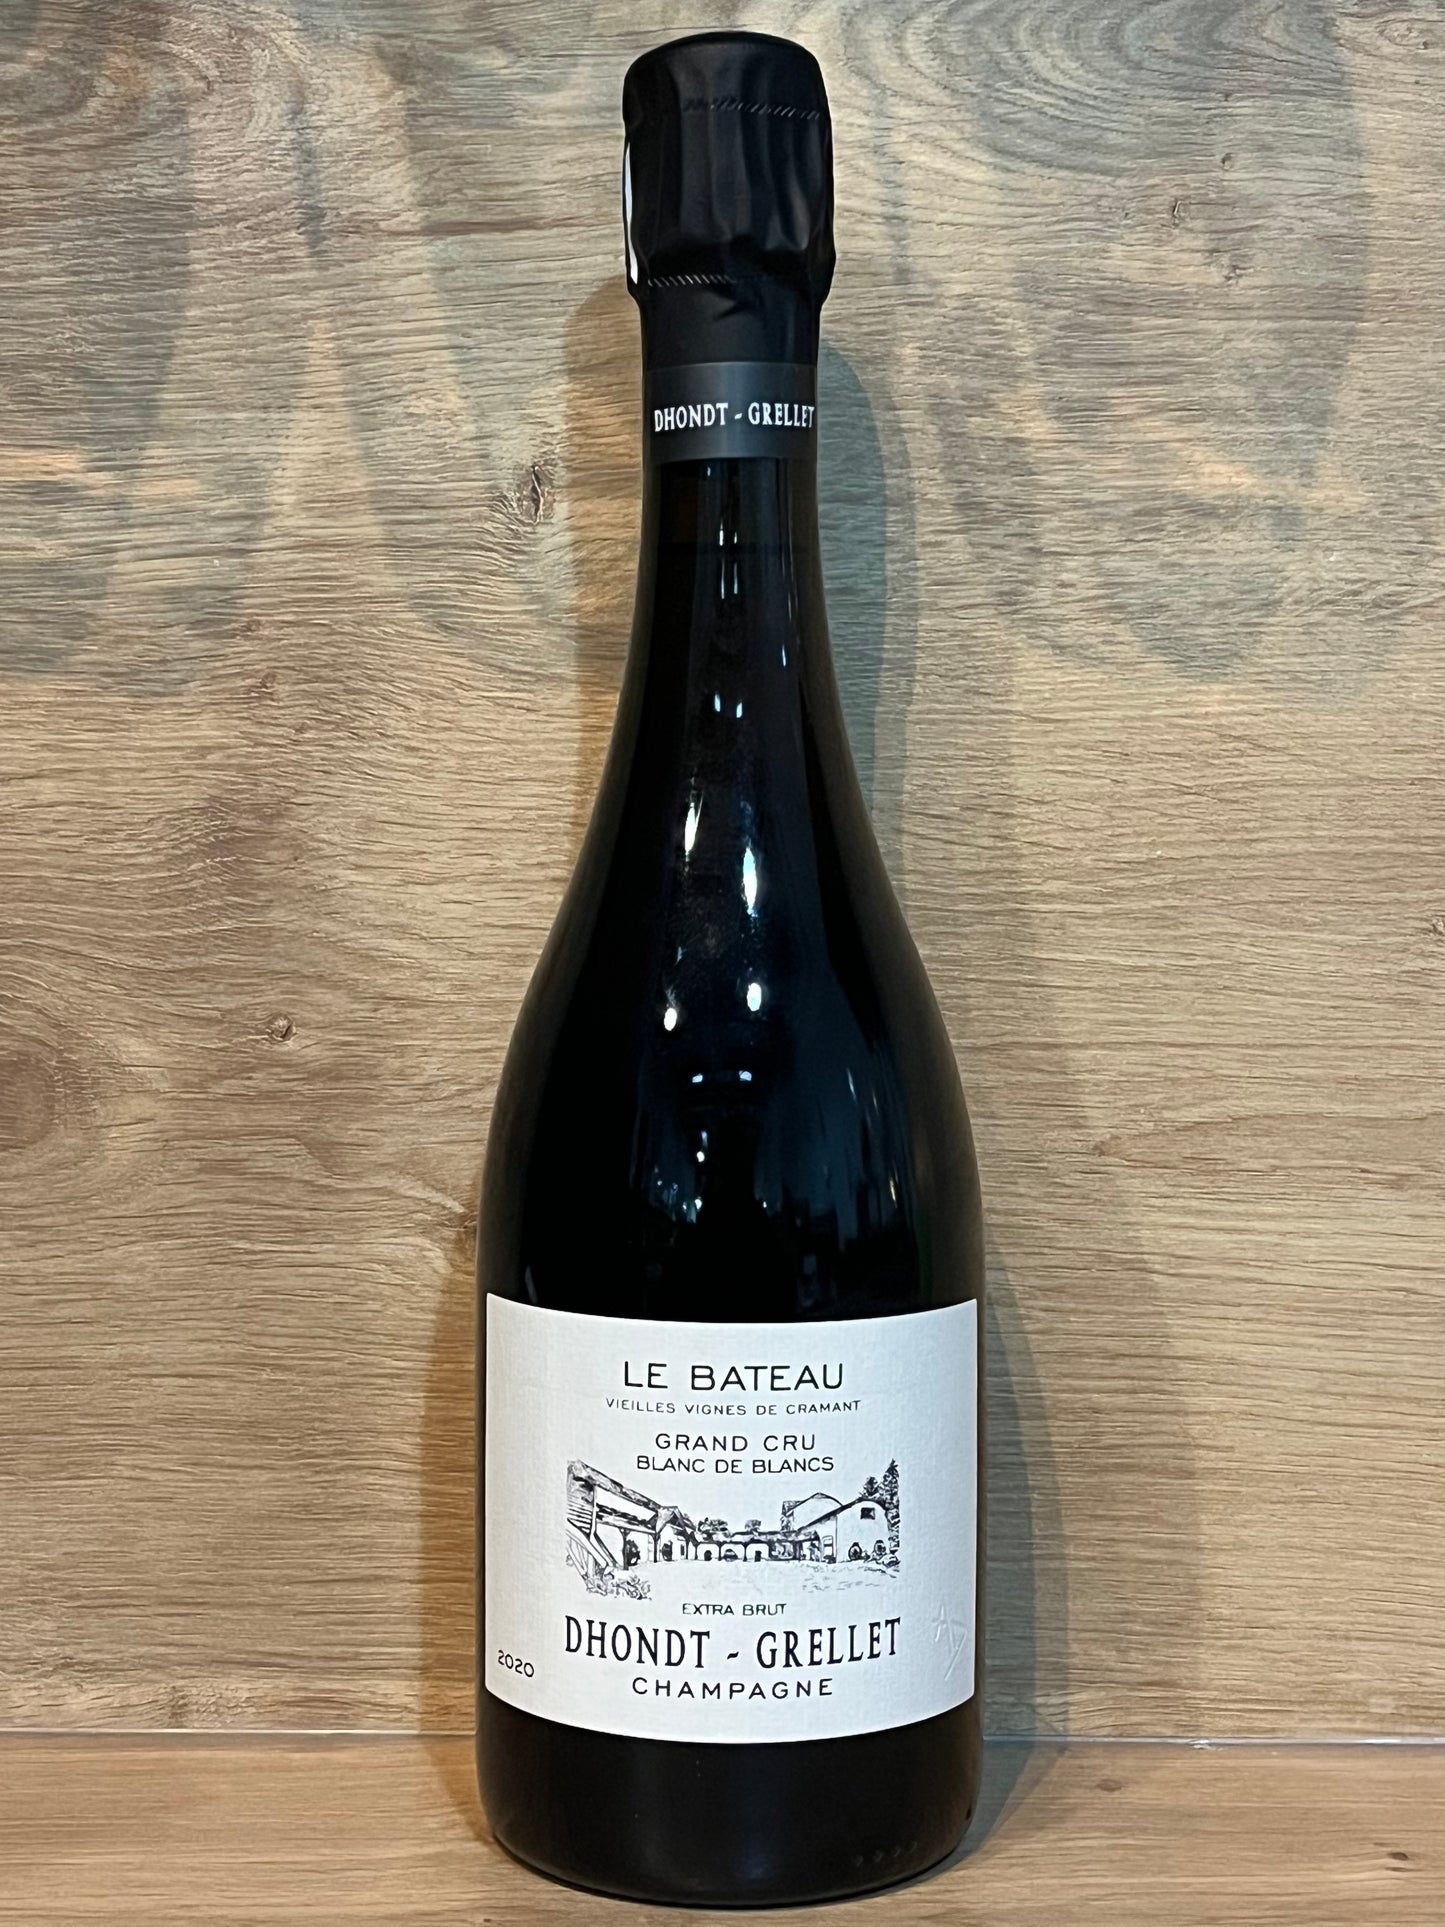 DHONDT - GRELLET
LE BATEAU
VIEILLES VIGNES DE CRAMANT
GRAND CRU
BLANC DE BLANCS
EXTRA BRUT
DHONDT - GRELLET
2020
CHAMPAGNE